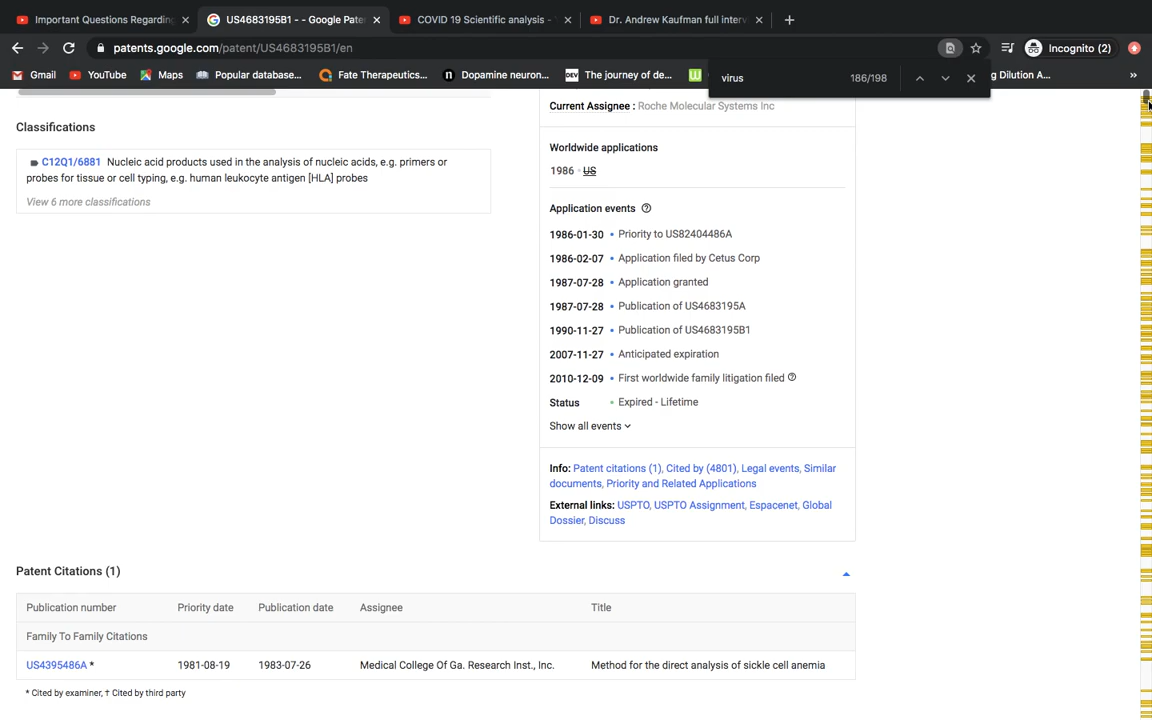 Important Questions Regarding
US4683195B1 - - Google Pate
COVID 19 Scientific analysis -
Dr. Andrew Kaufman full interv
patents.google.com/patent/US4683195B1/en
Incognito (2)
Gmail
YouTube
Maps
Popular database...
Fate Therapeutics...
Dopamine neuron...
DEV The journey of de...
g Dilution A...
virus
186/198
Classifications
C12Q1/6881 Nucleic acid products used in the analysis of nucleic acids, e.g. primers or
probes for tissue or cell typing, e.g. human leukocyte antigen [HLA] probes
View 6 more classifications
Current Assignee : Roche Molecular Systems Inc
Worldwide applications
1986 · US
Application events
1986-01-30 • Priority to US82404486A
1986-02-07 • Application filed by Cetus Corp
1987-07-28 • Application granted
1987-07-28 • Publication of US4683195A
1990-11-27 • Publication of US4683195B1
2007-11-27 • Anticipated expiration
2010-12-09 • First worldwide family litigation filed
Status • Expired - Lifetime
Show all events
Info: Patent citations (1), Cited by (4801), Legal events, Similar
documents, Priority and Related Applications
External links: USPTO, USPTO Assignment, Espacenet, Global
Dossier, Discuss
Patent Citations (1)
Publication number Priority date Publication date Assignee Title
Family To Family Citations
US4395486A * 1981-08-19 1983-07-26 Medical College Of Ga. Research Inst., Inc. Method for the direct analysis of sickle cell anemia
* Cited by examiner, † Cited by third party